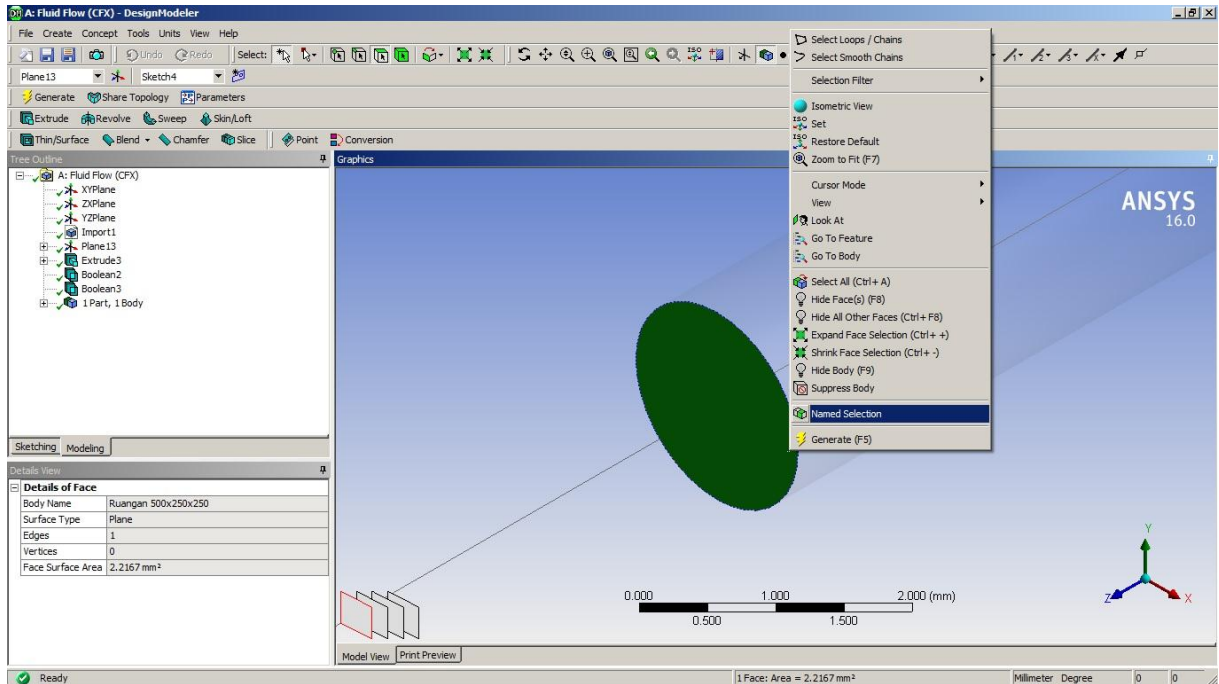 A: Fluid Flow (CFX) - DesignModeler
File Create Concept Tools Units View Help
Undo Redo Select:
Plane13 Sketch4
Generate Share Topology Parameters
Extrude Revolve Sweep Skin/Loft
Thin/Surface Blend Chamfer Slice Point Conversion
Tree Outline
A: Fluid Flow (CFX)
XYPlane
ZXPlane
YZPlane
Import1
Plane13
Extrude3
Boolean2
Boolean3
1 Part, 1 Body
Sketching Modeling
Details View
Details of Face
Body Name Ruangan 500x250x250
Surface Type Plane
Edges 1
Vertices 0
Face Surface Area 2.2167 mm²
Graphics
Select Loops / Chains
Select Smooth Chains
Selection Filter
Isometric View
ISO Set
ISO Restore Default
Zoom to Fit (F7)
Cursor Mode
View
Look At
Go To Feature
Go To Body
Select All (Ctrl+ A)
Hide Face(s) (F8)
Hide All Other Faces (Ctrl+ F8)
Expand Face Selection (Ctrl+ +)
Shrink Face Selection (Ctrl+ -)
Hide Body (F9)
Suppress Body
Named Selection
Generate (F5)
ANSYS
16.0
0.000 1.000 2.000 (mm)
0.500 1.500
Y
Z X
Model View Print Preview
Ready 1 Face: Area = 2.2167 mm² Millimeter Degree 0 0